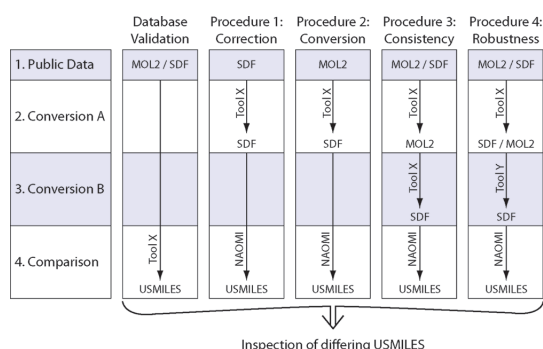 Database Validation
Procedure 1: Correction
Procedure 2: Conversion
Procedure 3: Consistency
Procedure 4: Robustness
1. Public Data
MOL2 / SDF
SDF
MOL2
MOL2 / SDF
MOL2 / SDF
2. Conversion A
Tool X
Tool X
Tool X
Tool X
SDF
SDF
MOL2
SDF / MOL2
3. Conversion B
Tool X
Tool Y
SDF
SDF
4. Comparison
Tool X
NAOMI
NAOMI
NAOMI
NAOMI
USMILES
USMILES
USMILES
USMILES
USMILES
Inspection of differing USMILES